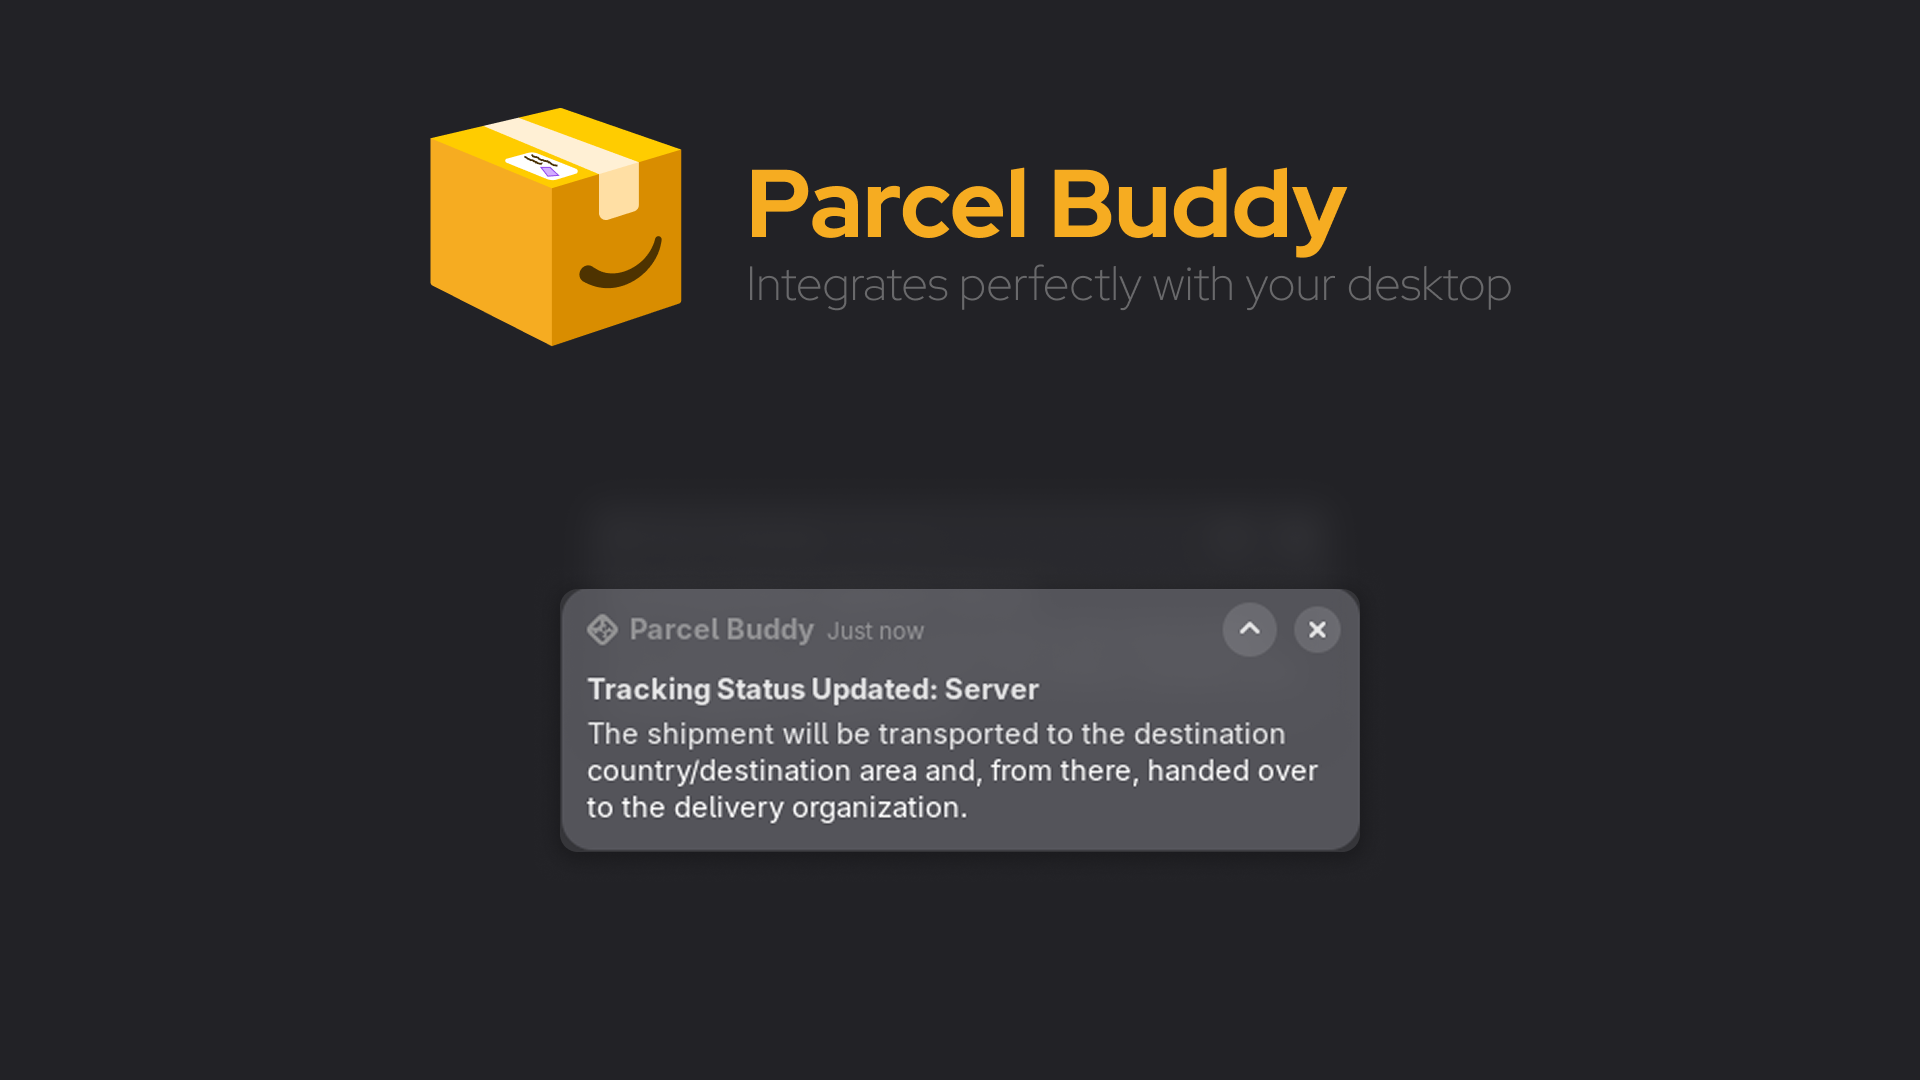 Parcel Buddy
Integrates perfectly with your desktop
Parcel Buddy Just now
Tracking Status Updated: Server
The shipment will be transported to the destination
country/destination area and, from there, handed over
to the delivery organization.